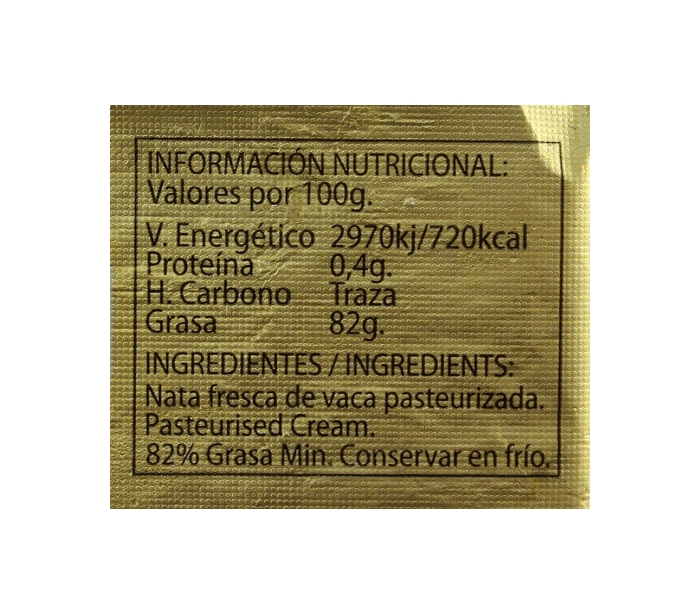 INFORMACIÓN NUTRICIONAL:
Valores por 100g.
V. Energético 2970kj/720kcal
Proteína 0,4g.
H. Carbono Traza
Grasa 82g.
INGREDIENTES / INGREDIENTS:
Nata fresca de vaca pasteurizada.
Pasteurised Cream.
82% Grasa Min. Conservar en frío.